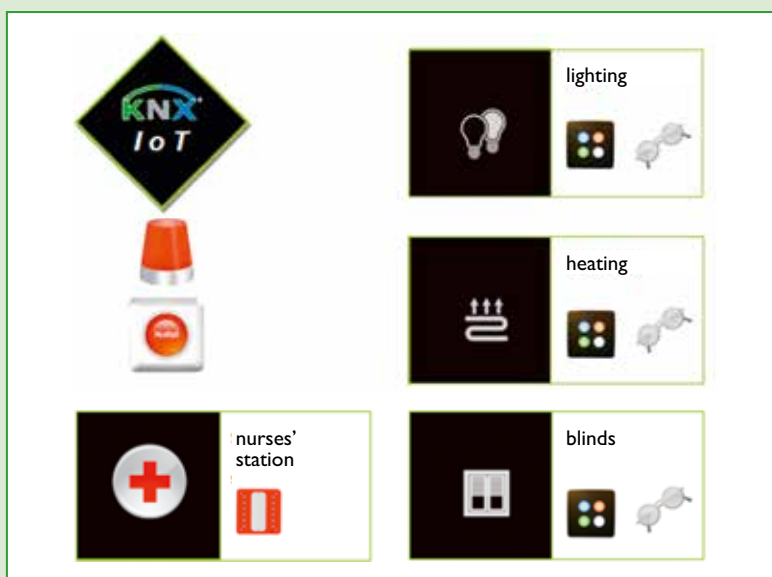 KNX
IoT
lighting
heating
nurses’
station
blinds